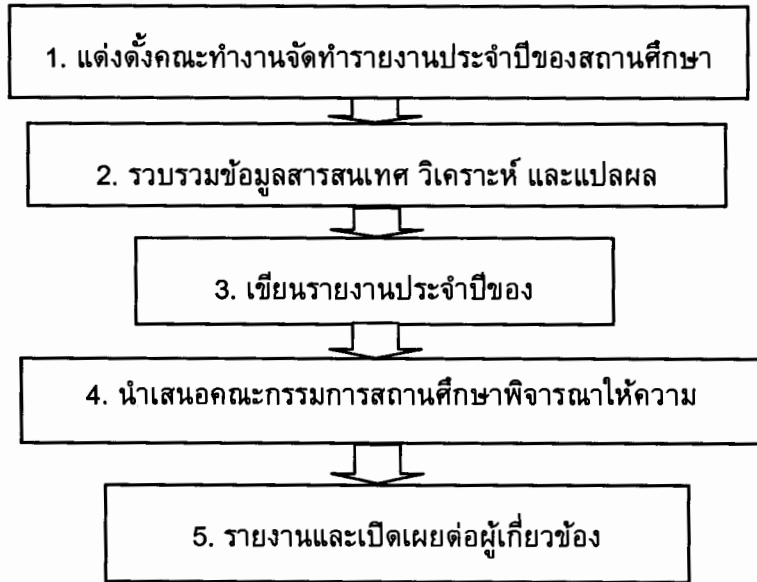 1. แต่งตั้งคณะทำงานจัดทำรายงานประจำปีของสถานศึกษา
2. รวบรวมข้อมูลสารสนเทศ วิเคราะห์ และแปลผล
3. เขียนรายงานประจำปีของ
4. นำเสนอคณะกรรมการสถานศึกษาพิจารณาให้ความ
5. รายงานและเปิดเผยต่อผู้เกี่ยวข้อง